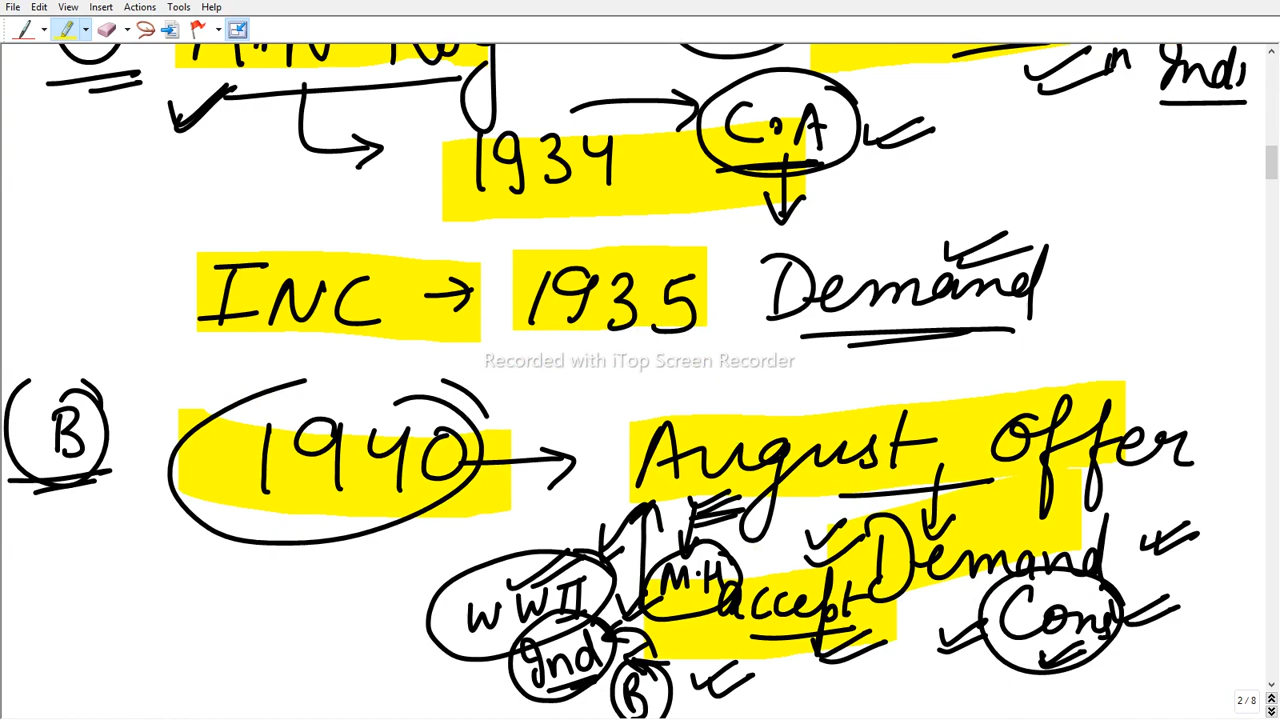 File Edit View Insert Actions Tools Help
in Indi
1934 → C.A
INC → 1935 Demand
Recorded with iTop Screen Recorder
B 1940 → August Offer
Demand
WWII M.H accept Cons
Ind
B
2 / 8